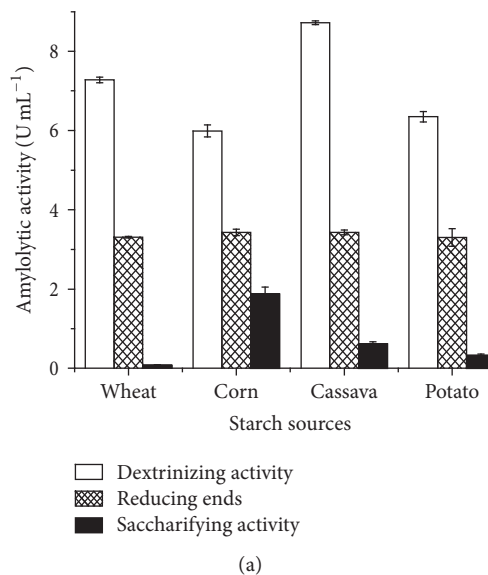 Amylolytic activity (U mL−1)
8
6
4
2
0
Wheat Corn Cassava Potato
Starch sources
Dextrinizing activity
Reducing ends
Saccharifying activity
(a)